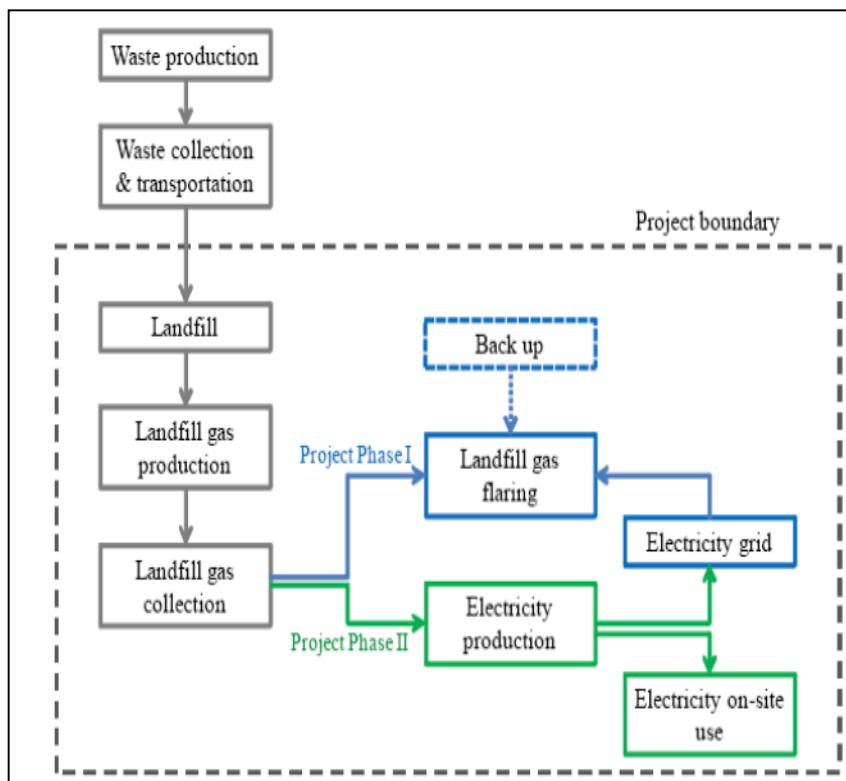 Waste production
Waste collection
& transportation
Project boundary
Landfill
Back up
Landfill gas
production
Project Phase I
Landfill gas
flaring
Electricity grid
Landfill gas
collection
Project Phase II
Electricity
production
Electricity on-site
use